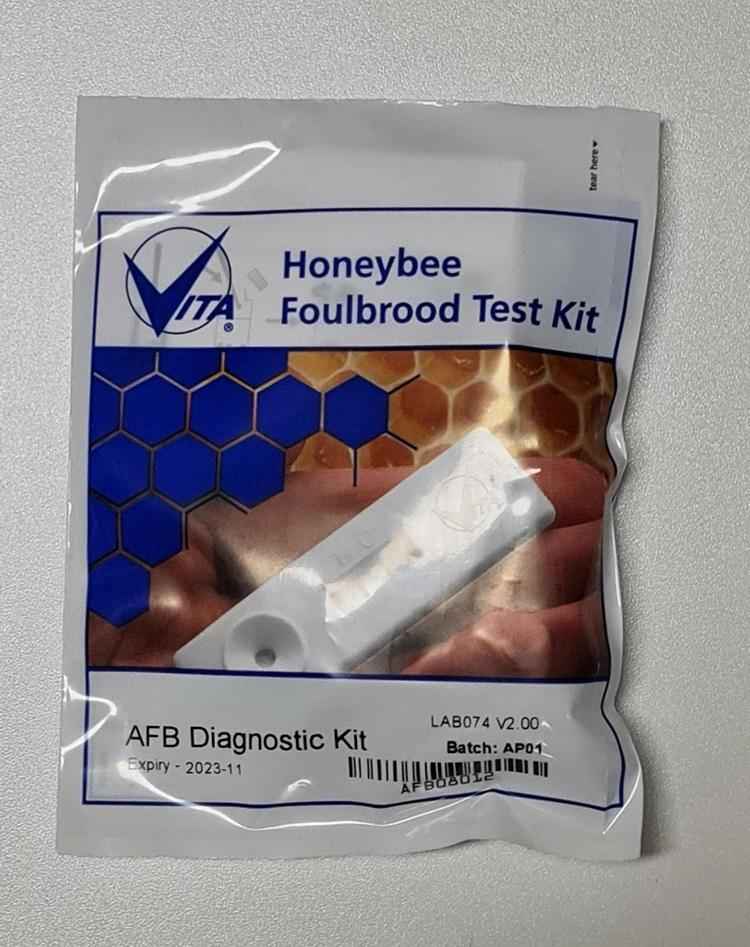 tear here ▾
VITA®
Honeybee
Foulbrood Test Kit
AFB Diagnostic Kit
LAB074 V2.00
Batch: AP01
Expiry - 2023-11
AFB08012